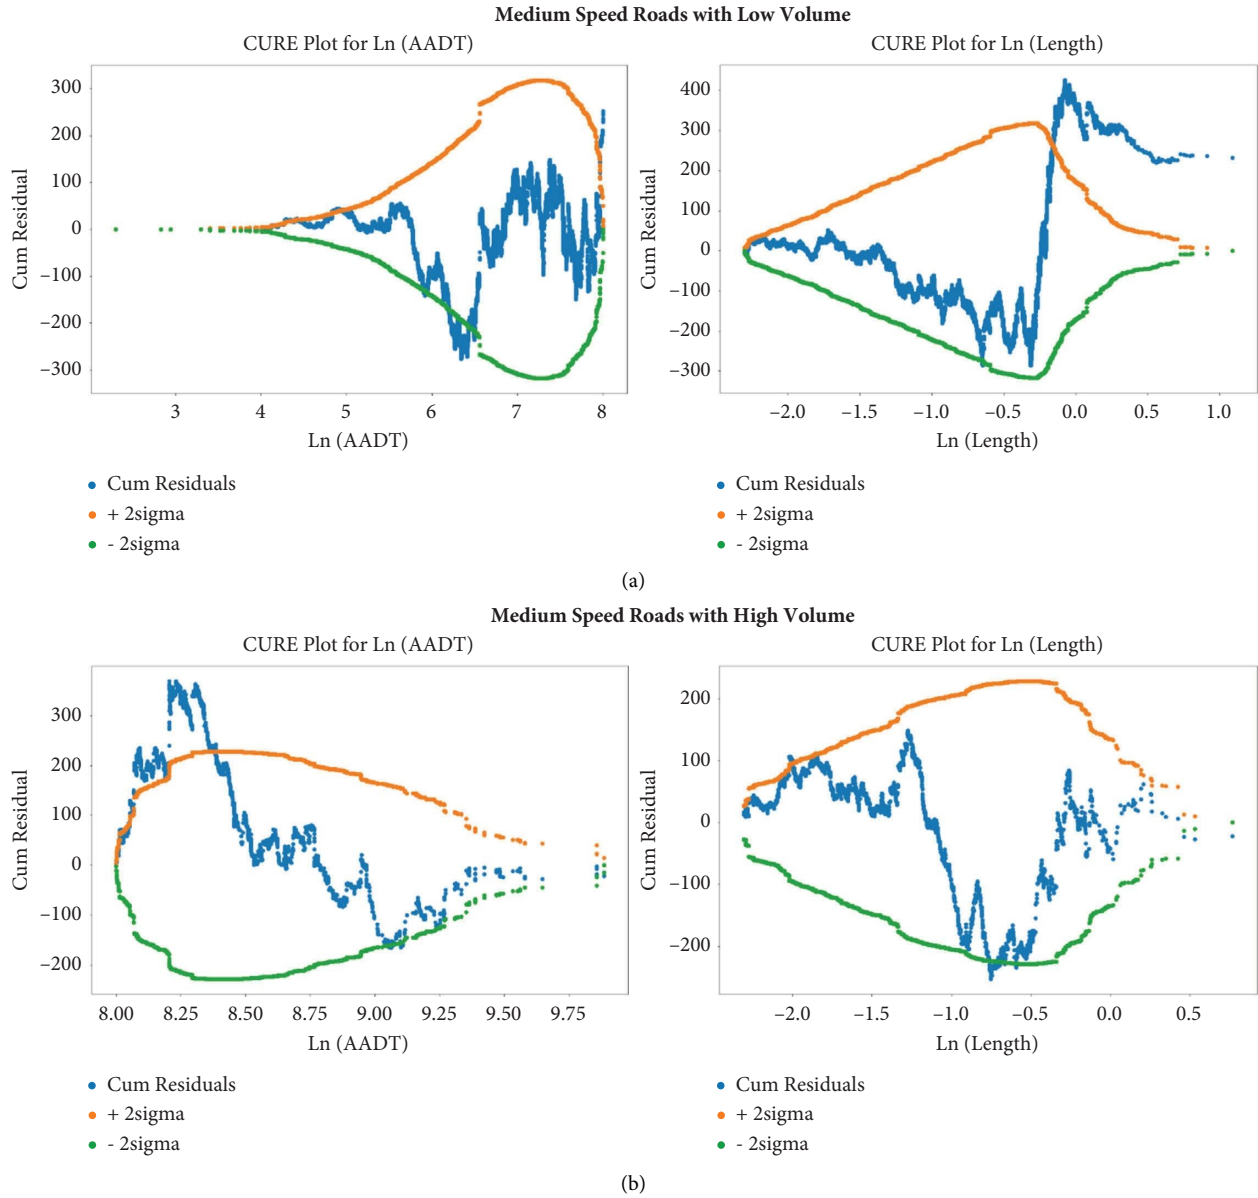 Medium Speed Roads with Low Volume
CURE Plot for Ln (AADT)
300
200
100
0
−100
−200
−300
Cum Residual
3 4 5 6 7 8
Ln (AADT)
Cum Residuals
+ 2sigma
- 2sigma
CURE Plot for Ln (Length)
400
300
200
100
0
−100
−200
−300
Cum Residual
−2.0 −1.5 −1.0 −0.5 0.0 0.5 1.0
Ln (Length)
Cum Residuals
+ 2sigma
- 2sigma
(a)
Medium Speed Roads with High Volume
CURE Plot for Ln (AADT)
300
200
100
0
−100
−200
Cum Residual
8.00 8.25 8.50 8.75 9.00 9.25 9.50 9.75
Ln (AADT)
Cum Residuals
+ 2sigma
- 2sigma
CURE Plot for Ln (Length)
200
100
0
−100
−200
Cum Residual
−2.0 −1.5 −1.0 −0.5 0.0 0.5
Ln (Length)
Cum Residuals
+ 2sigma
- 2sigma
(b)